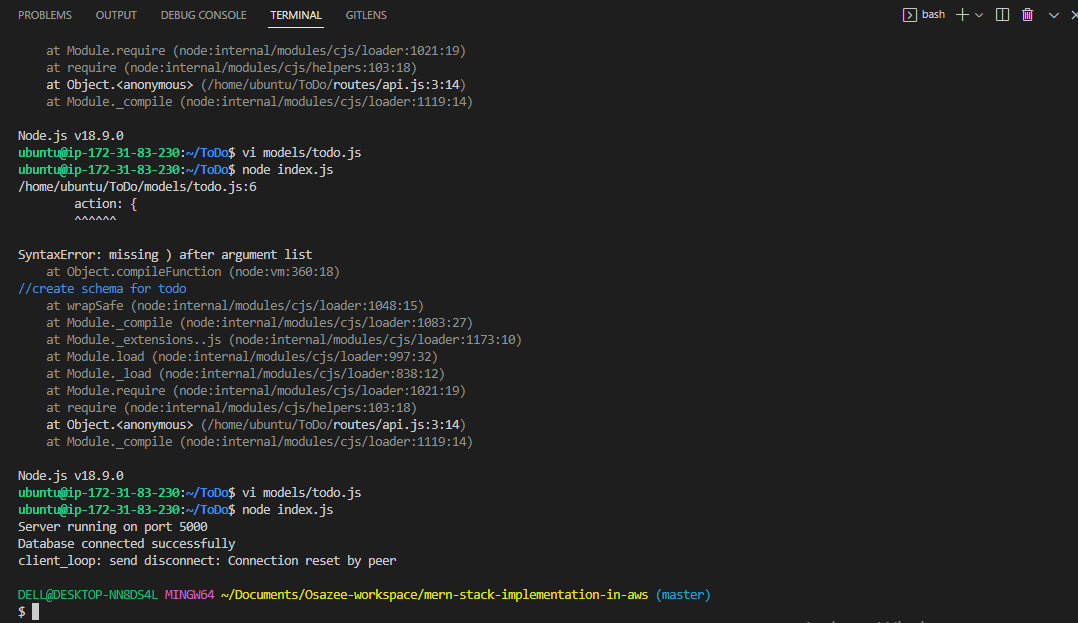 PROBLEMS OUTPUT DEBUG CONSOLE TERMINAL GITLENS bash
at Module.require (node:internal/modules/cjs/loader:1021:19)
at require (node:internal/modules/cjs/helpers:103:18)
at Object.<anonymous> (/home/ubuntu/ToDo/routes/api.js:3:14)
at Module._compile (node:internal/modules/cjs/loader:1119:14)
Node.js v18.9.0
ubuntu@ip-172-31-83-230:~/ToDo$ vi models/todo.js
ubuntu@ip-172-31-83-230:~/ToDo$ node index.js
/home/ubuntu/ToDo/models/todo.js:6
action: {
^^^^^^
SyntaxError: missing ) after argument list
at Object.compileFunction (node:vm:360:18)
//create schema for todo
at wrapSafe (node:internal/modules/cjs/loader:1048:15)
at Module._compile (node:internal/modules/cjs/loader:1083:27)
at Module._extensions..js (node:internal/modules/cjs/loader:1173:10)
at Module.load (node:internal/modules/cjs/loader:997:32)
at Module._load (node:internal/modules/cjs/loader:838:12)
at Module.require (node:internal/modules/cjs/loader:1021:19)
at require (node:internal/modules/cjs/helpers:103:18)
at Object.<anonymous> (/home/ubuntu/ToDo/routes/api.js:3:14)
at Module._compile (node:internal/modules/cjs/loader:1119:14)
Node.js v18.9.0
ubuntu@ip-172-31-83-230:~/ToDo$ vi models/todo.js
ubuntu@ip-172-31-83-230:~/ToDo$ node index.js
Server running on port 5000
Database connected successfully
client_loop: send disconnect: Connection reset by peer
DELL@DESKTOP-NN8DS4L MINGW64 ~/Documents/Osazee-workspace/mern-stack-implementation-in-aws (master)
$